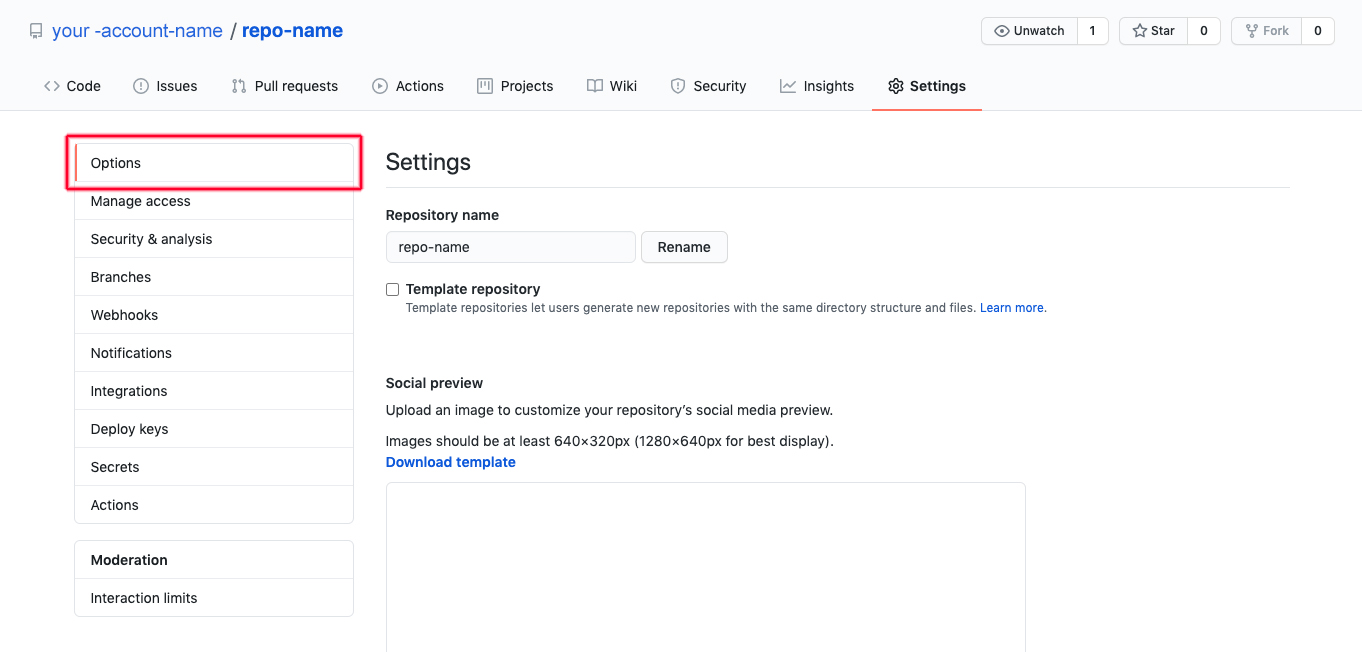 your -account-name / repo-name
Unwatch 1 Star 0 Fork 0
Code Issues Pull requests Actions Projects Wiki Security Insights Settings
Options
Manage access
Security & analysis
Branches
Webhooks
Notifications
Integrations
Deploy keys
Secrets
Actions
Moderation
Interaction limits
Settings
Repository name
repo-name Rename
Template repository
Template repositories let users generate new repositories with the same directory structure and files. Learn more.
Social preview
Upload an image to customize your repository’s social media preview.
Images should be at least 640×320px (1280×640px for best display).
Download template